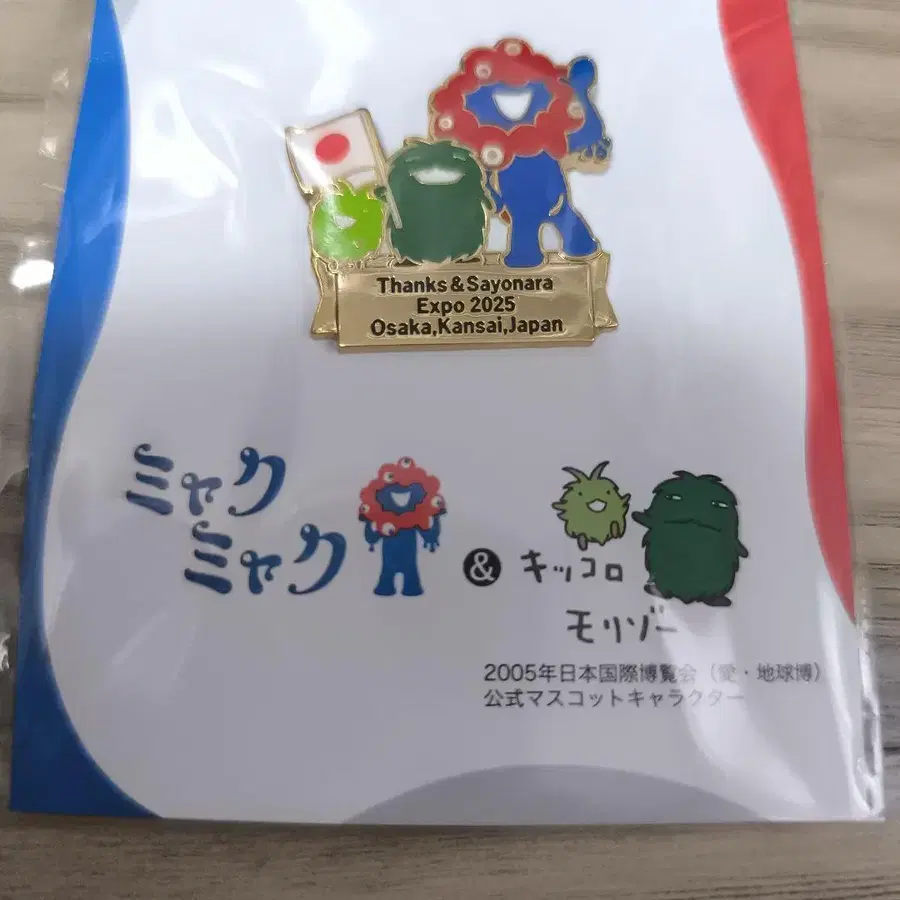 Thanks & Sayonara
Expo 2025
Osaka,Kansai,Japan
ミャク
ミャク
& キッコロ
モリゾー
2005年日本国際博覧会（愛・地球博）
公式マスコットキャラクター